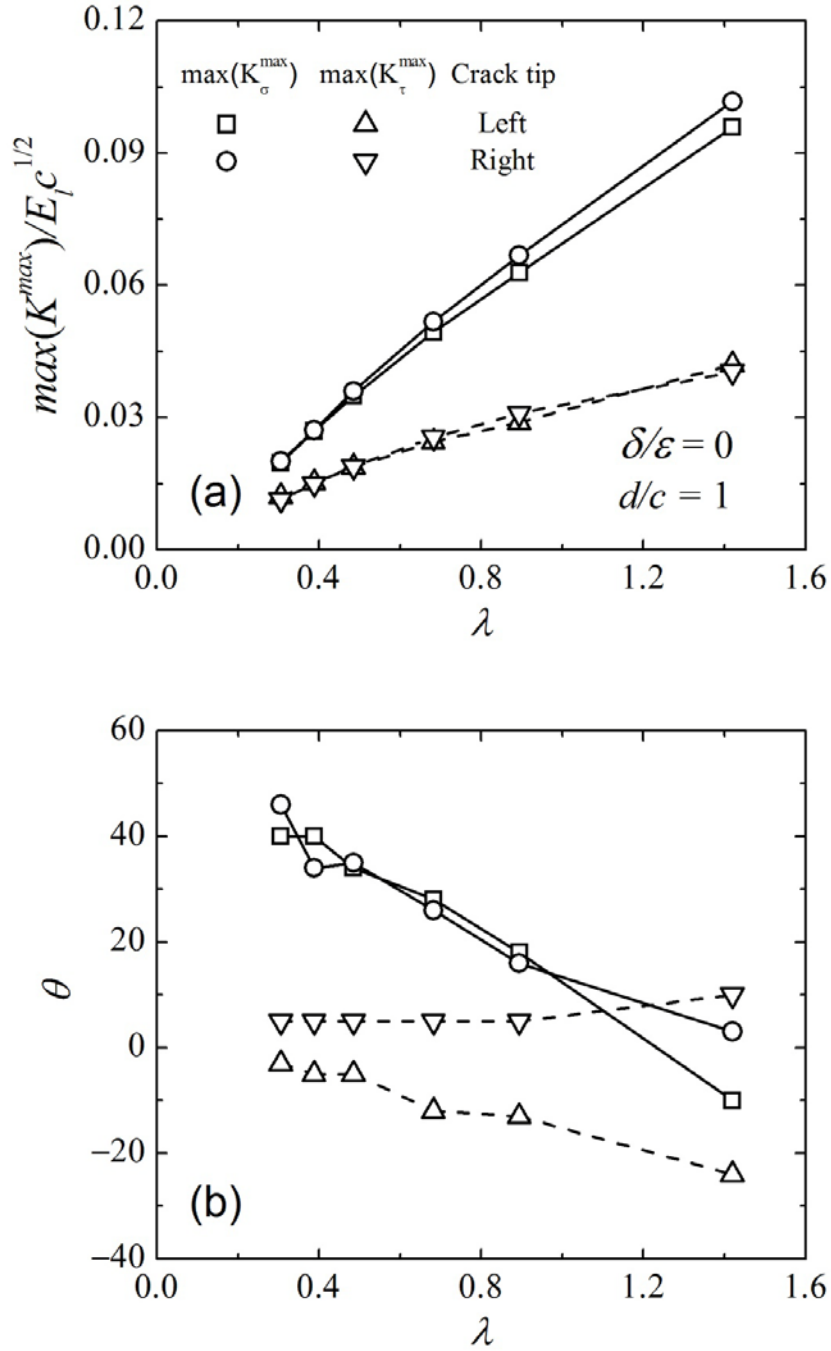 0.12
max(K_σ^max) max(K_τ^max) Crack tip
Left
Right
0.09
0.06
0.03
0.00
max(K^max)/E_l c^1/2
δ/ε = 0
d/c = 1
(a)
0.0 0.4 0.8 1.2 1.6
λ
60
40
20
0
−20
−40
θ
(b)
0.0 0.4 0.8 1.2 1.6
λ